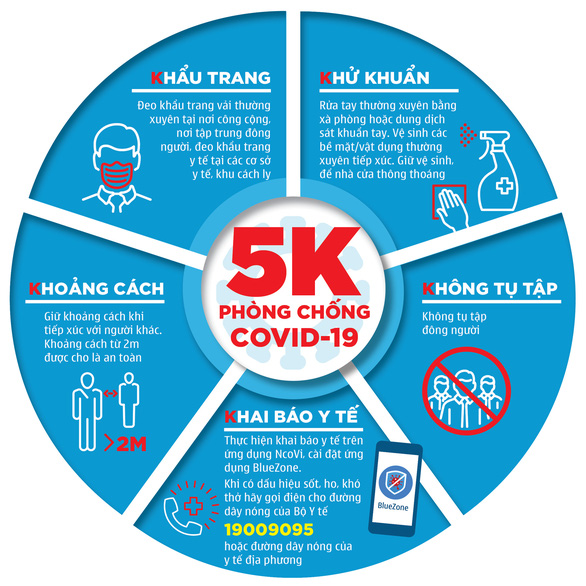 KHẨU TRANG
Đeo khẩu trang vải thường
xuyên tại nơi công cộng,
nơi tập trung đông
người, đeo khẩu trang
y tế tại các cơ sở
y tế, khu cách ly
KHỬ KHUẨN
Rửa tay thường xuyên bằng
xà phòng hoặc dung dịch
sát khuẩn tay. Vệ sinh các
bề mặt/vật dụng thường
xuyên tiếp xúc. Giữ vệ sinh,
để nhà cửa thông thoáng
5K
PHÒNG CHỐNG
COVID-19
KHOẢNG CÁCH
Giữ khoảng cách khi
tiếp xúc với người khác.
Khoảng cách từ 2m
được cho là an toàn
>2M
KHÔNG TỤ TẬP
Không tụ tập
đông người
KHAI BÁO Y TẾ
Thực hiện khai báo y tế trên
ứng dụng NcoVi, cài đặt ứng
dụng BlueZone.
Khi có dấu hiệu sốt, ho, khó
thở hãy gọi điện cho đường
dây nóng của Bộ Y tế
19009095
hoặc đường dây nóng của
y tế địa phương
BlueZone